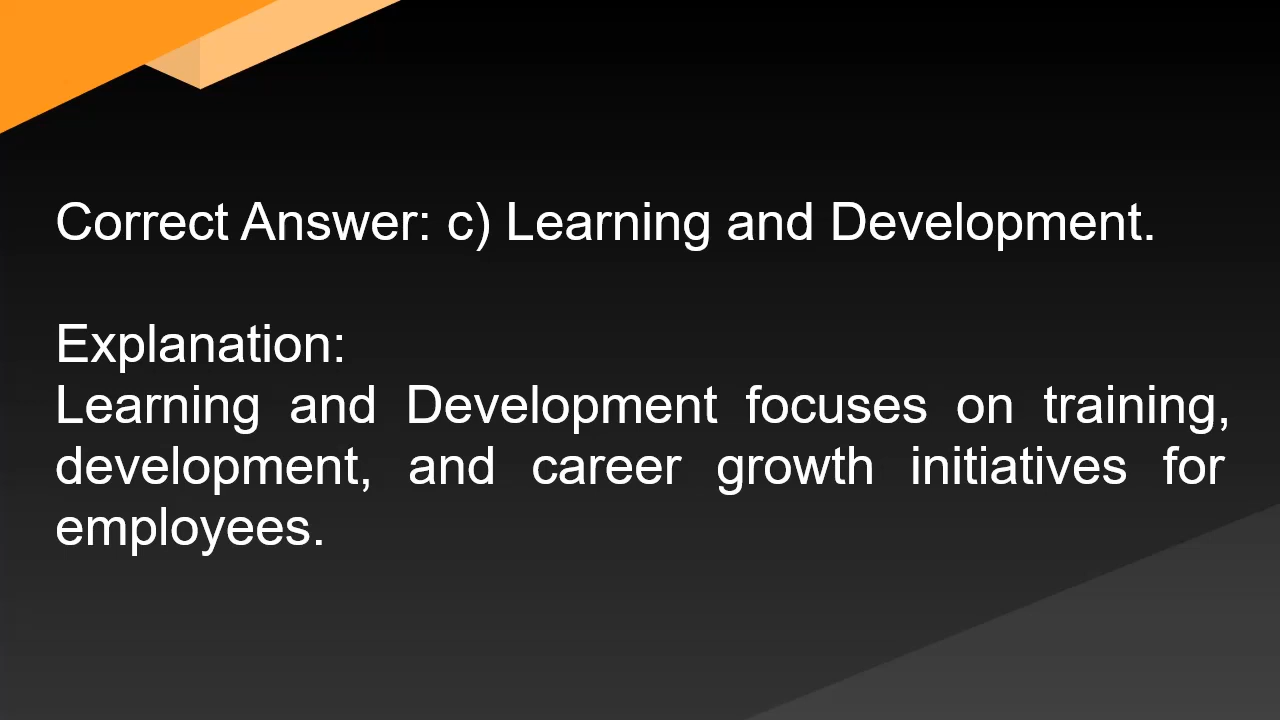 Correct Answer: c) Learning and Development.
Explanation:
Learning and Development focuses on training,
development, and career growth initiatives for
employees.